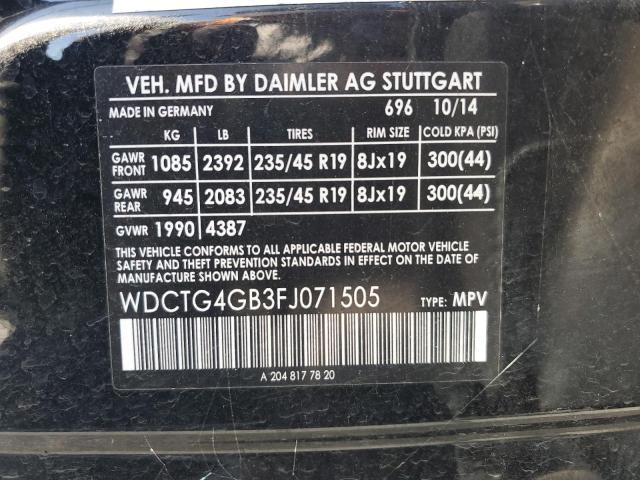 VEH. MFD BY DAIMLER AG STUTTGART
MADE IN GERMANY 696 10/14
KG LB TIRES RIM SIZE COLD KPA (PSI)
GAWR FRONT 1085 2392 235/45 R19 8Jx19 300(44)
GAWR REAR 945 2083 235/45 R19 8Jx19 300(44)
GVWR 1990 4387
THIS VEHICLE CONFORMS TO ALL APPLICABLE FEDERAL MOTOR VEHICLE
SAFETY AND THEFT PREVENTION STANDARDS IN EFFECT ON THE DATE
OF MANUFACTURE SHOWN ABOVE.
WDCTG4GB3FJ071505 TYPE: MPV
A 204 817 78 20